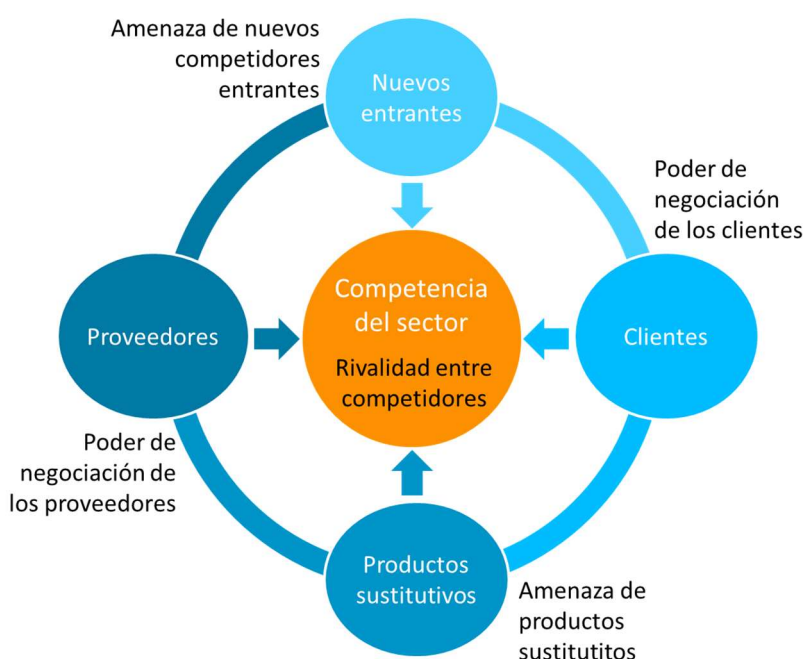 Amenaza de nuevos
competidores
entrantes
Nuevos
entrantes
Poder de
negociación
de los clientes
Proveedores
Competencia
del sector
Rivalidad entre
competidores
Clientes
Poder de
negociación de
los proveedores
Productos
sustitutivos
Amenaza de
productos
sustitutitos